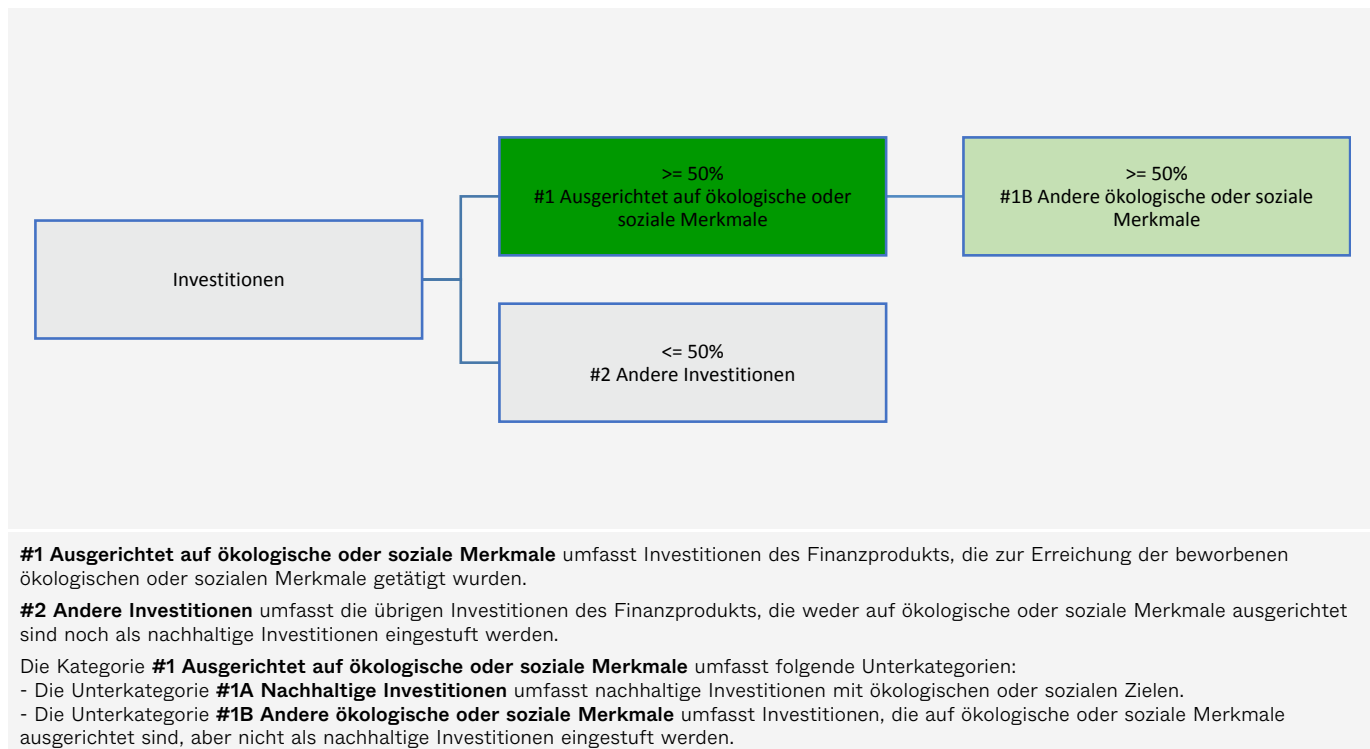 >= 50%
#1 Ausgerichtet auf ökologische oder
soziale Merkmale
>= 50%
#1B Andere ökologische oder soziale
Merkmale
Investitionen
<= 50%
#2 Andere Investitionen
#1 Ausgerichtet auf ökologische oder soziale Merkmale umfasst Investitionen des Finanzprodukts, die zur Erreichung der beworbenen
ökologischen oder sozialen Merkmale getätigt wurden.
#2 Andere Investitionen umfasst die übrigen Investitionen des Finanzprodukts, die weder auf ökologische oder soziale Merkmale ausgerichtet
sind noch als nachhaltige Investitionen eingestuft werden.
Die Kategorie #1 Ausgerichtet auf ökologische oder soziale Merkmale umfasst folgende Unterkategorien:
- Die Unterkategorie #1A Nachhaltige Investitionen umfasst nachhaltige Investitionen mit ökologischen oder sozialen Zielen.
- Die Unterkategorie #1B Andere ökologische oder soziale Merkmale umfasst Investitionen, die auf ökologische oder soziale Merkmale
ausgerichtet sind, aber nicht als nachhaltige Investitionen eingestuft werden.